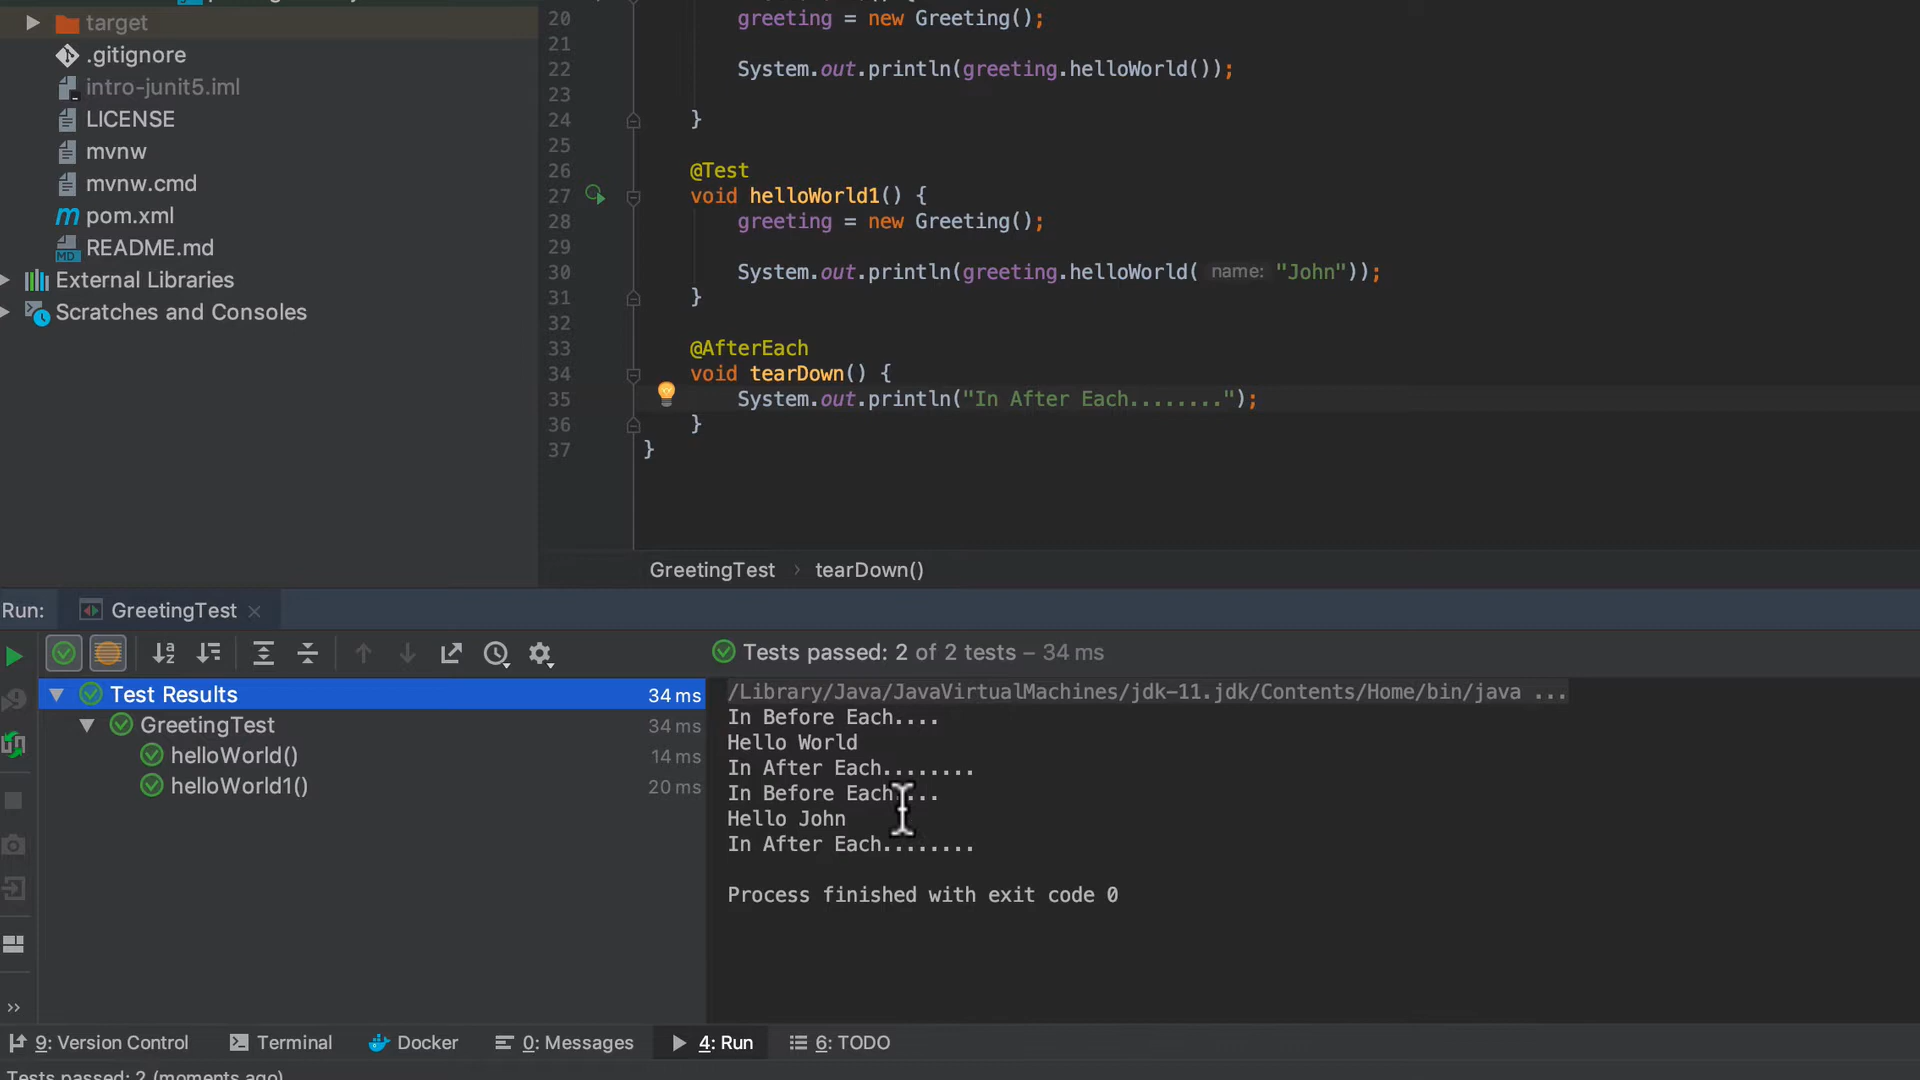 target
.gitignore
intro-junit5.iml
LICENSE
mvnw
mvnw.cmd
pom.xml
README.md
External Libraries
Scratches and Consoles
20 greeting = new Greeting();
21
22 System.out.println(greeting.helloWorld());
23
24 }
25
26 @Test
27 void helloWorld1() {
28 greeting = new Greeting();
29
30 System.out.println(greeting.helloWorld( name: "John"));
31 }
32
33 @AfterEach
34 void tearDown() {
35 System.out.println("In After Each........");
36 }
37 }
GreetingTest › tearDown()
Run: GreetingTest
Tests passed: 2 of 2 tests – 34 ms
Test Results 34 ms
GreetingTest 34 ms
helloWorld() 14 ms
helloWorld1() 20 ms
/Library/Java/JavaVirtualMachines/jdk-11.jdk/Contents/Home/bin/java ...
In Before Each....
Hello World
In After Each........
In Before Each....
Hello John
In After Each........
Process finished with exit code 0
9: Version Control Terminal Docker 0: Messages 4: Run 6: TODO
Tests passed: 2 (moments ago)